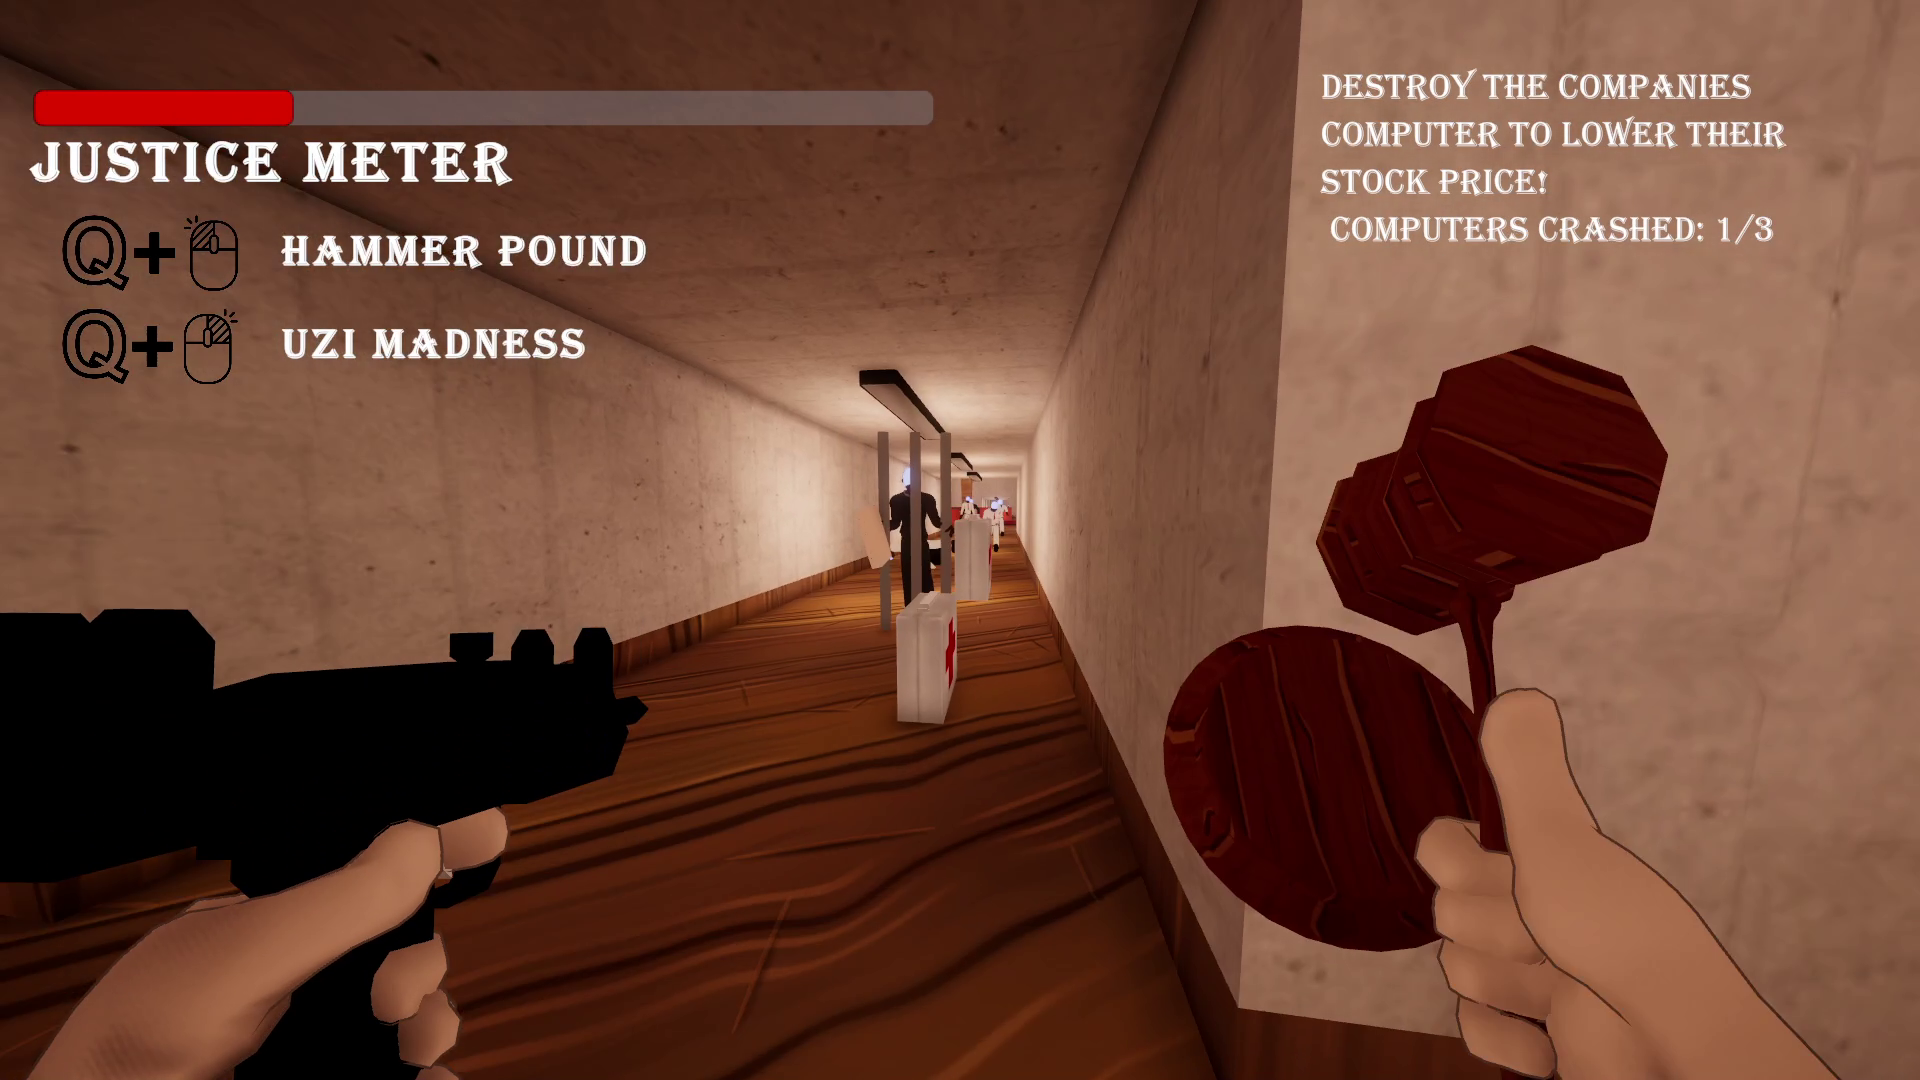 JUSTICE METER
Q+ HAMMER POUND
Q+ UZI MADNESS
DESTROY THE COMPANIES
COMPUTER TO LOWER THEIR
STOCK PRICE!
COMPUTERS CRASHED: 1/3